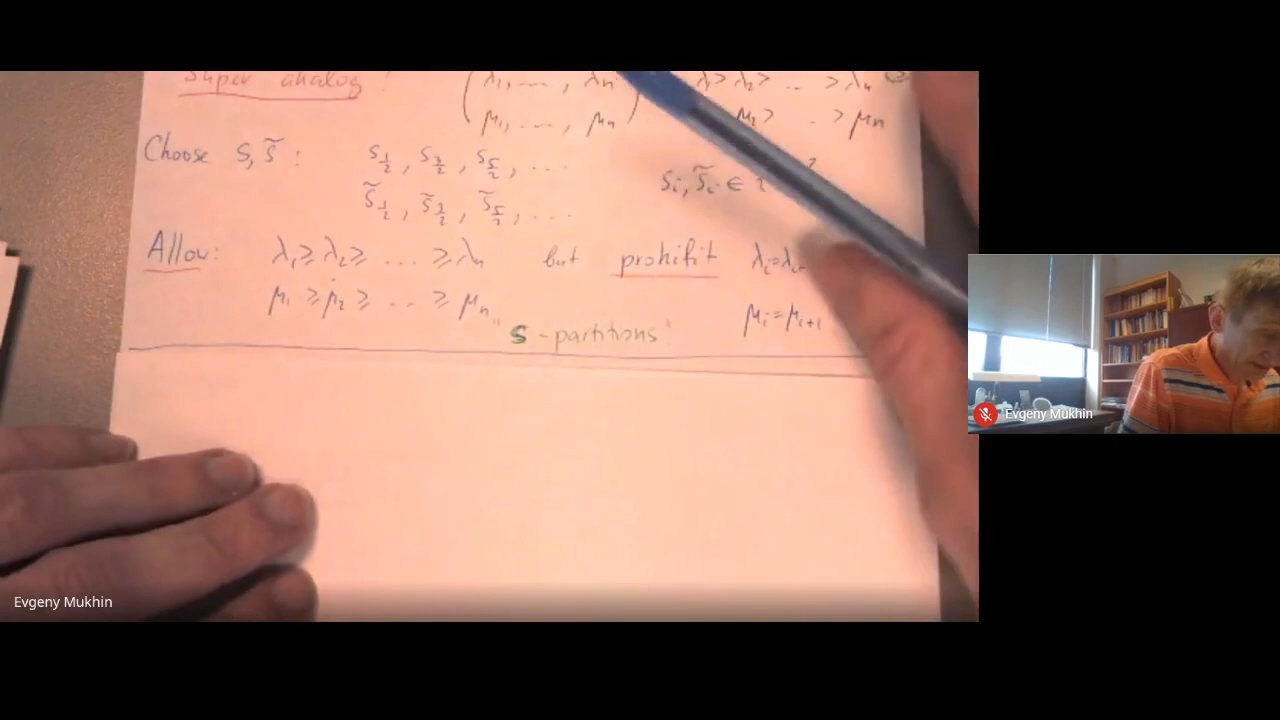 Super analog !
( λ₁, ..., λn ) λ₁ > λ₂ > .. > λn
( μ₁, ..., μn ) μ₂ > . > μn
Choose S, s̃ : s_{1/2}, s_{3/2}, s_{5/2}, ...
s̃_{1/2}, s̃_{3/2}, s̃_{5/2}, ...
sᵢ, s̃ᵢ ∈
Allow: λ₁ ≥ λ₂ ≥ ... ≥ λn but prohifit
μ₁ ≥ μ₂ ≥ ... ≥ μn μᵢ = μᵢ₊₁
"S - partitions"
Evgeny Mukhin
Evgeny Mukhin